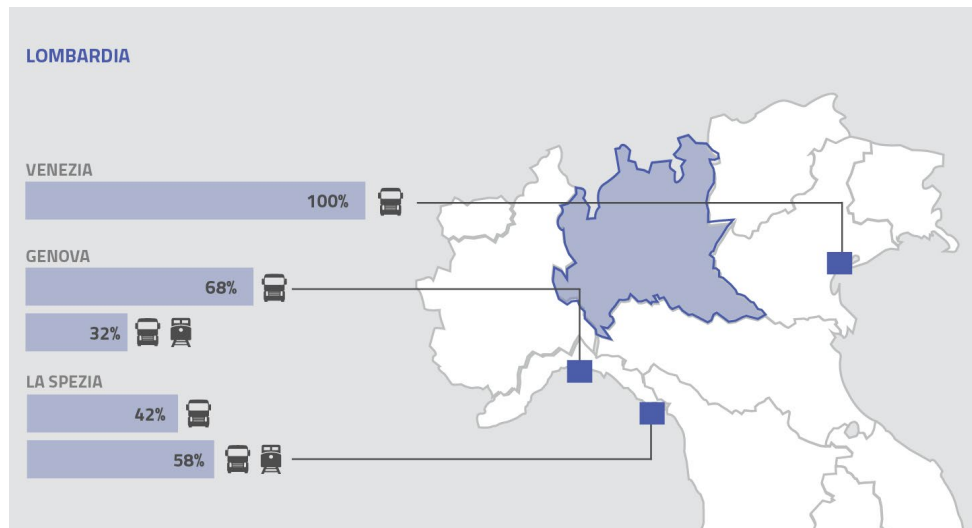 LOMBARDIA
VENEZIA
100%
GENOVA
68%
32%
LA SPEZIA
42%
58%